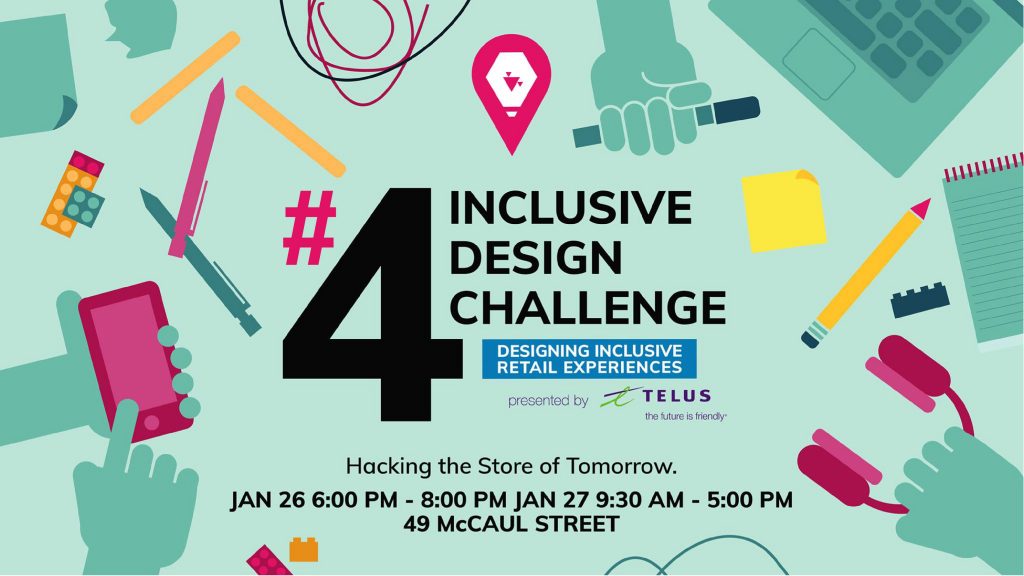 #4
INCLUSIVE
DESIGN
CHALLENGE
DESIGNING INCLUSIVE
RETAIL EXPERIENCES
presented by TELUS
the future is friendly®
Hacking the Store of Tomorrow.
JAN 26 6:00 PM - 8:00 PM JAN 27 9:30 AM - 5:00 PM
49 McCAUL STREET